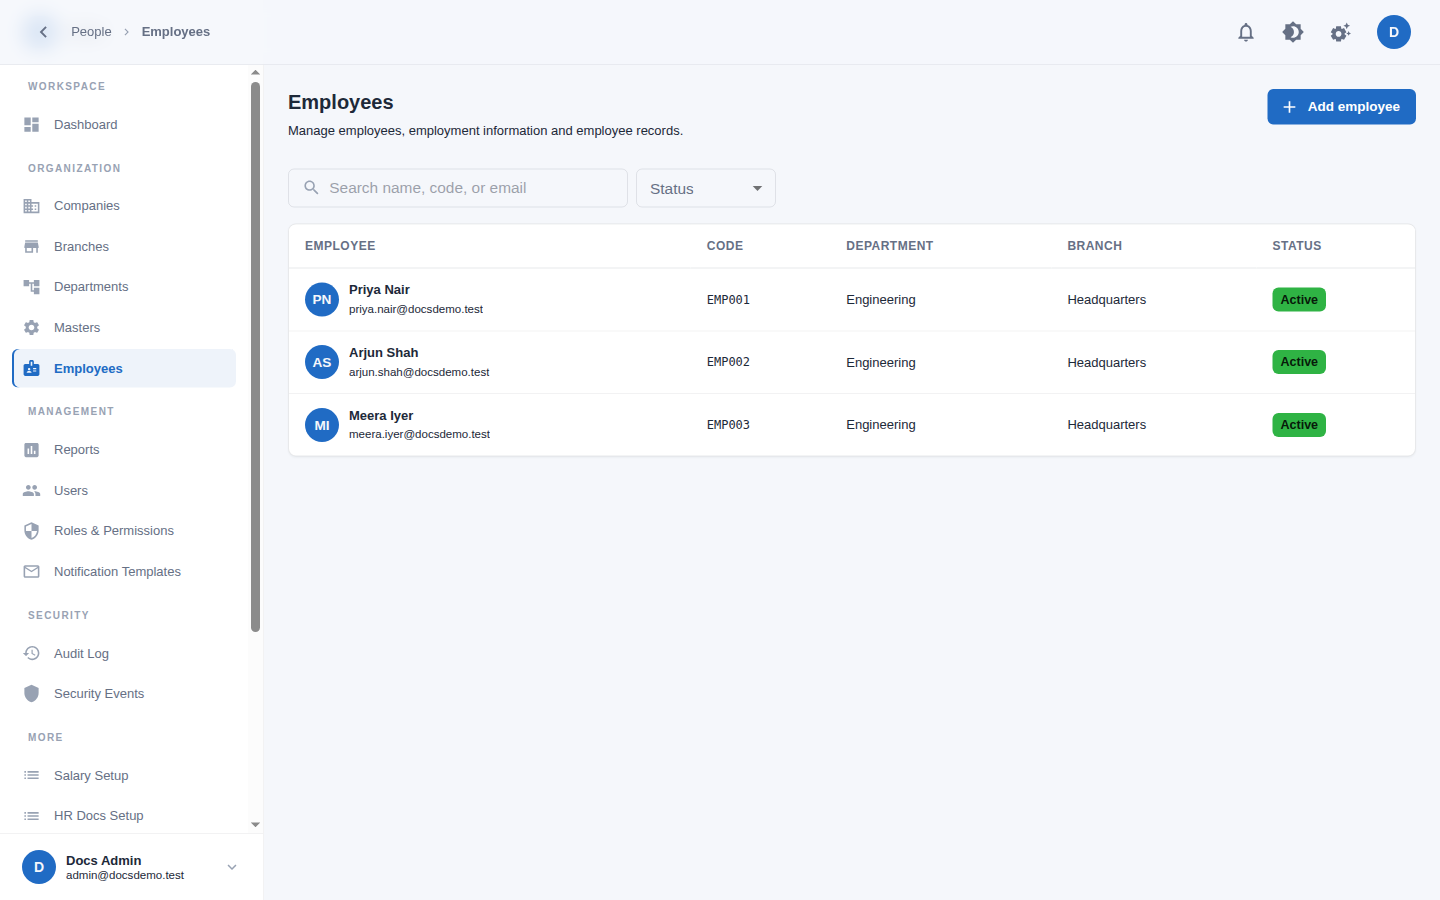 People > Employees
D
WORKSPACE
Dashboard
ORGANIZATION
Companies
Branches
Departments
Masters
Employees
MANAGEMENT
Reports
Users
Roles & Permissions
Notification Templates
SECURITY
Audit Log
Security Events
MORE
Salary Setup
HR Docs Setup
D
Docs Admin
admin@docsdemo.test
Employees
Manage employees, employment information and employee records.
Add employee
Search name, code, or email
Status
EMPLOYEE CODE DEPARTMENT BRANCH STATUS
PN Priya Nair
priya.nair@docsdemo.test
EMP001 Engineering Headquarters Active
AS Arjun Shah
arjun.shah@docsdemo.test
EMP002 Engineering Headquarters Active
MI Meera Iyer
meera.iyer@docsdemo.test
EMP003 Engineering Headquarters Active